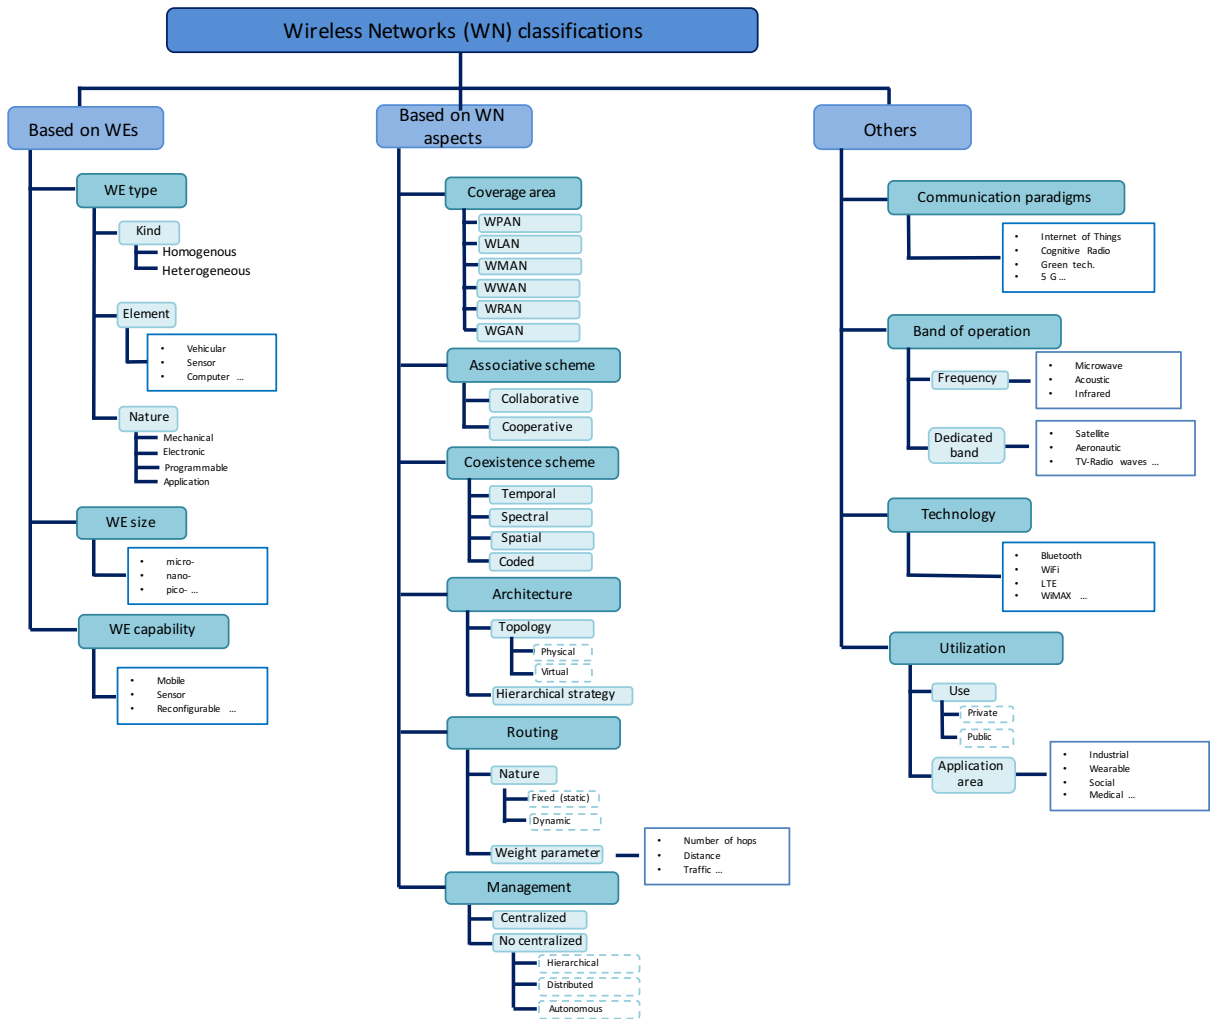 Wireless Networks (WN) classifications
Based on WEs
WE type
Kind
Homogenous
Heterogeneous
Element
• Vehicular
• Sensor
• Computer ...
Nature
Mechanical
Electronic
Programmable
Application
WE size
• micro-
• nano-
• pico- ...
WE capability
• Mobile
• Sensor
• Reconfigurable ...
Based on WN
aspects
Coverage area
WPAN
WLAN
WMAN
WWAN
WRAN
WGAN
Associative scheme
Collaborative
Cooperative
Coexistence scheme
Temporal
Spectral
Spatial
Coded
Architecture
Topology
Physical
Virtual
Hierarchical strategy
Routing
Nature
Fixed (static)
Dynamic
Weight parameter
• Number of hops
• Distance
• Traffic ...
Management
Centralized
No centralized
Hierarchical
Distributed
Autonomous
Others
Communication paradigms
• Internet of Things
• Cognitive Radio
• Green tech.
• 5 G ...
Band of operation
Frequency
• Microwave
• Acoustic
• Infrared
Dedicated
band
• Satellite
• Aeronautic
• TV-Radio waves ...
Technology
• Bluetooth
• WiFi
• LTE
• WiMAX ...
Utilization
Use
Private
Public
Application
area
• Industrial
• Wearable
• Social
• Medical ...